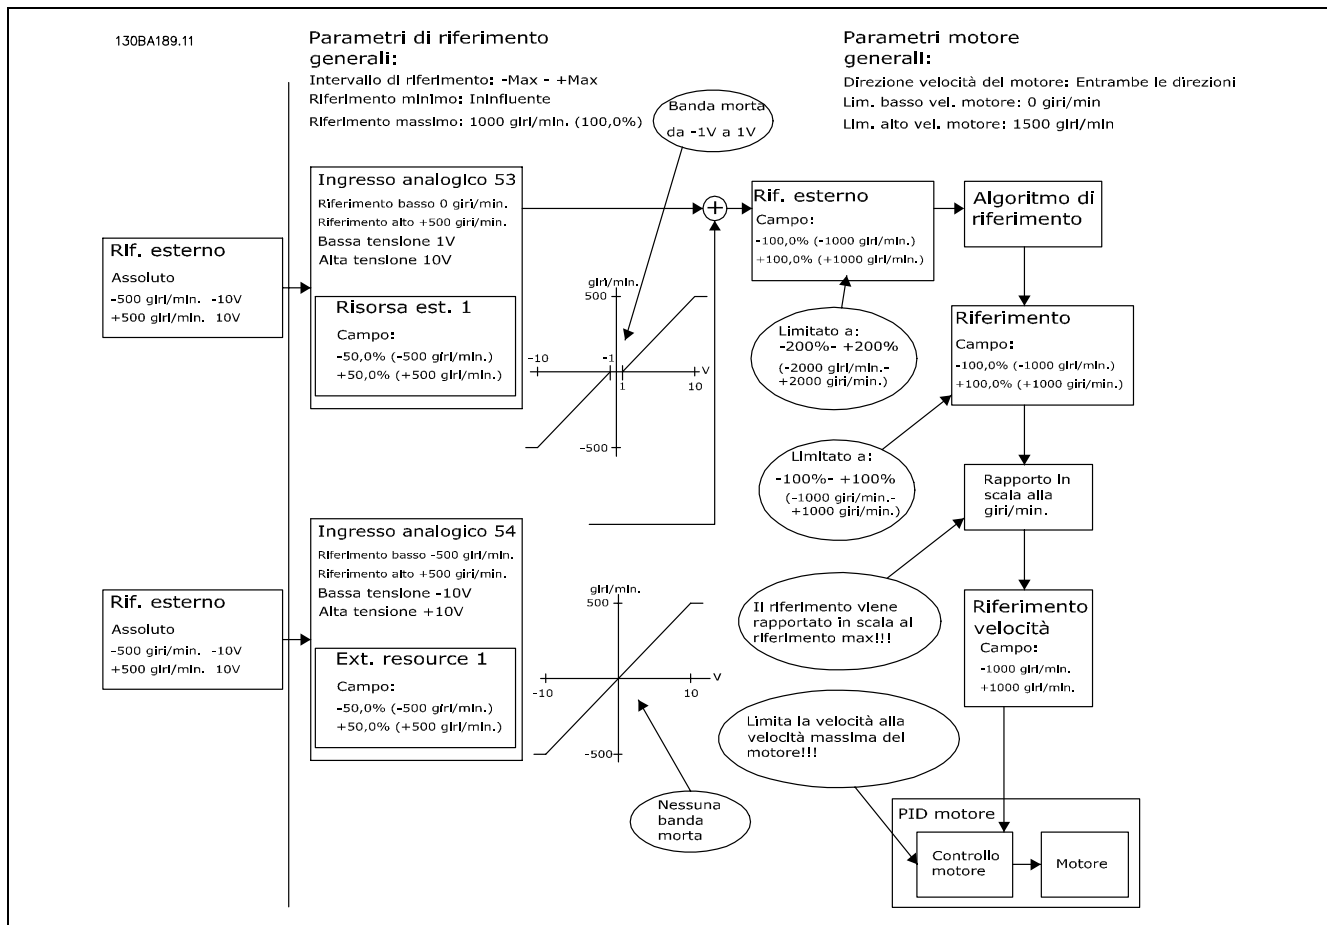 130BA189.11
Parametri di riferimento
generali:
Intervallo di riferimento: -Max - +Max
Riferimento minimo: Ininfluente
Riferimento massimo: 1000 giri/min. (100,0%)
Parametri motore
generali:
Direzione velocità del motore: Entrambe le direzioni
Lim. basso vel. motore: 0 giri/min
Lim. alto vel. motore: 1500 giri/min
Banda morta
da -1V a 1V
Rif. esterno
Assoluto
-500 giri/min. -10V
+500 giri/min. 10V
Ingresso analogico 53
Riferimento basso 0 giri/min.
Riferimento alto +500 giri/min.
Bassa tensione 1V
Alta tensione 10V
Risorsa est. 1
Campo:
-50,0% (-500 giri/min.)
+50,0% (+500 giri/min.)
giri/min.
500
-10
-1
V
1
10
-500
+
Rif. esterno
Campo:
-100,0% (-1000 giri/min.)
+100,0% (+1000 giri/min.)
Algoritmo di
riferimento
Limitato a:
-200%- +200%
(-2000 giri/min.-
+2000 giri/min.)
Riferimento
Campo:
-100,0% (-1000 giri/min.)
+100,0% (+1000 giri/min.)
Limitato a:
-100%- +100%
(-1000 giri/min.-
+1000 giri/min.)
Rapporto in
scala alla
giri/min.
Rif. esterno
Assoluto
-500 giri/min. -10V
+500 giri/min. 10V
Ingresso analogico 54
Riferimento basso -500 giri/min.
Riferimento alto +500 giri/min.
Bassa tensione -10V
Alta tensione +10V
Ext. resource 1
Campo:
-50,0% (-500 giri/min.)
+50,0% (+500 giri/min.)
giri/min.
500
V
-10
10
-500
Nessuna
banda
morta
Il riferimento viene
rapportato in scala al
riferimento max!!!
Riferimento
velocità
Campo:
-1000 giri/min.
+1000 giri/min.
Limita la velocità alla
velocità massima del
motore!!!
PID motore
Controllo
motore
Motore